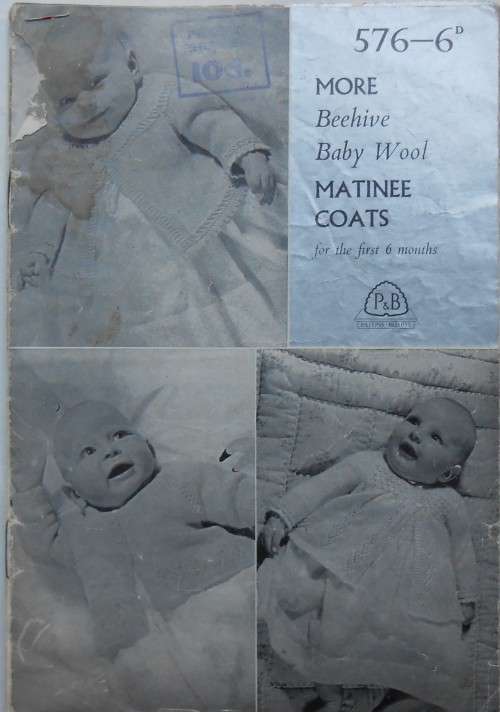 10d.
576-6D
MORE
Beehive
Baby Wool
MATINEE
COATS
for the first 6 months
P&B